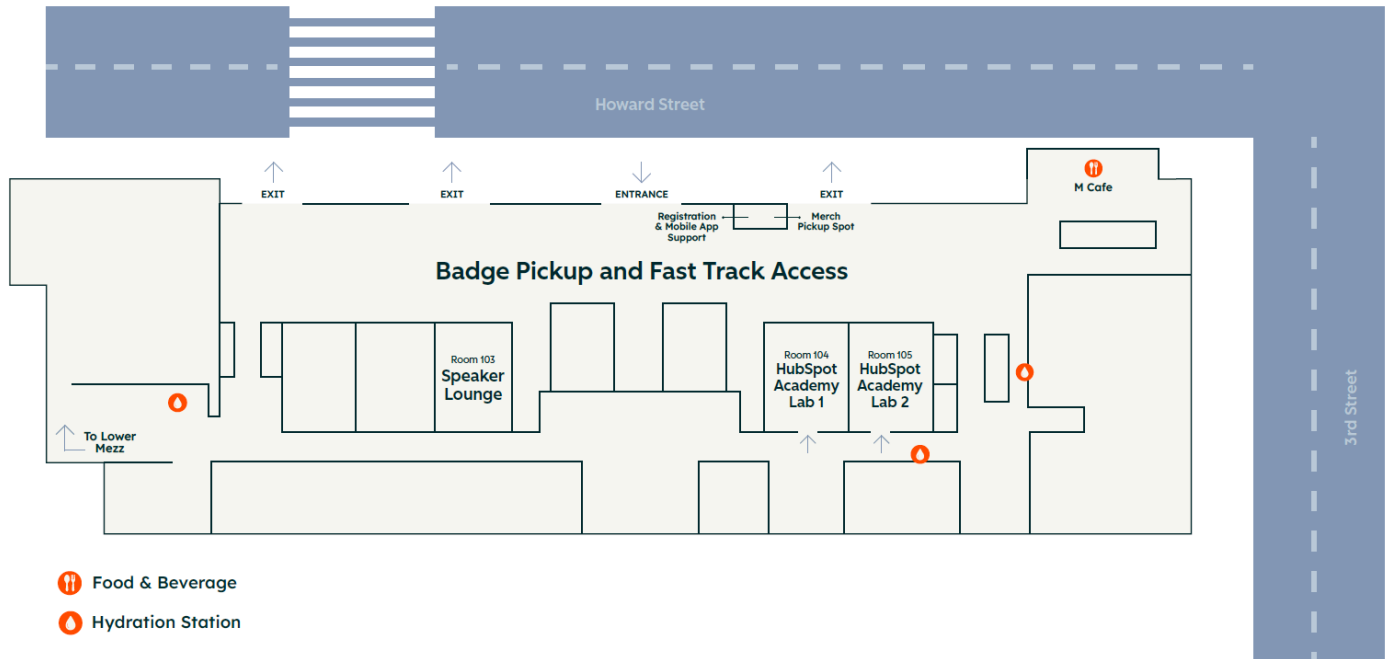 Howard Street
EXIT
EXIT
ENTRANCE
EXIT
M Cafe
Registration
& Mobile App
Support
Merch
Pickup Spot
Badge Pickup and Fast Track Access
Room 103
Speaker
Lounge
Room 104
HubSpot
Academy
Lab 1
Room 105
HubSpot
Academy
Lab 2
3rd Street
To Lower
Mezz
Food & Beverage
Hydration Station